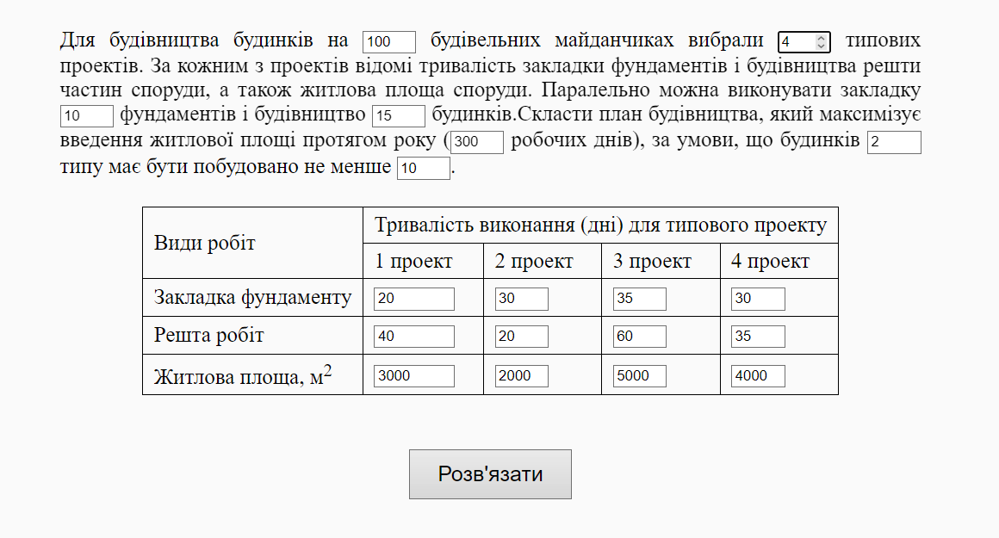 Для будівництва будинків на 100 будівельних майданчиках вибрали 4 типових
проектів. За кожним з проектів відомі тривалість закладки фундаментів і будівництва решти
частин споруди, а також житлова площа споруди. Паралельно можна виконувати закладку
10 фундаментів і будівництво 15 будинків.Скласти план будівництва, який максимізує
введення житлової площі протягом року (300 робочих днів), за умови, що будинків 2
типу має бути побудовано не менше 10.
Види робіт Тривалість виконання (дні) для типового проекту
1 проект 2 проект 3 проект 4 проект
Закладка фундаменту 20 30 35 30
Решта робіт 40 20 60 35
Житлова площа, м2 3000 2000 5000 4000
Розв'язати